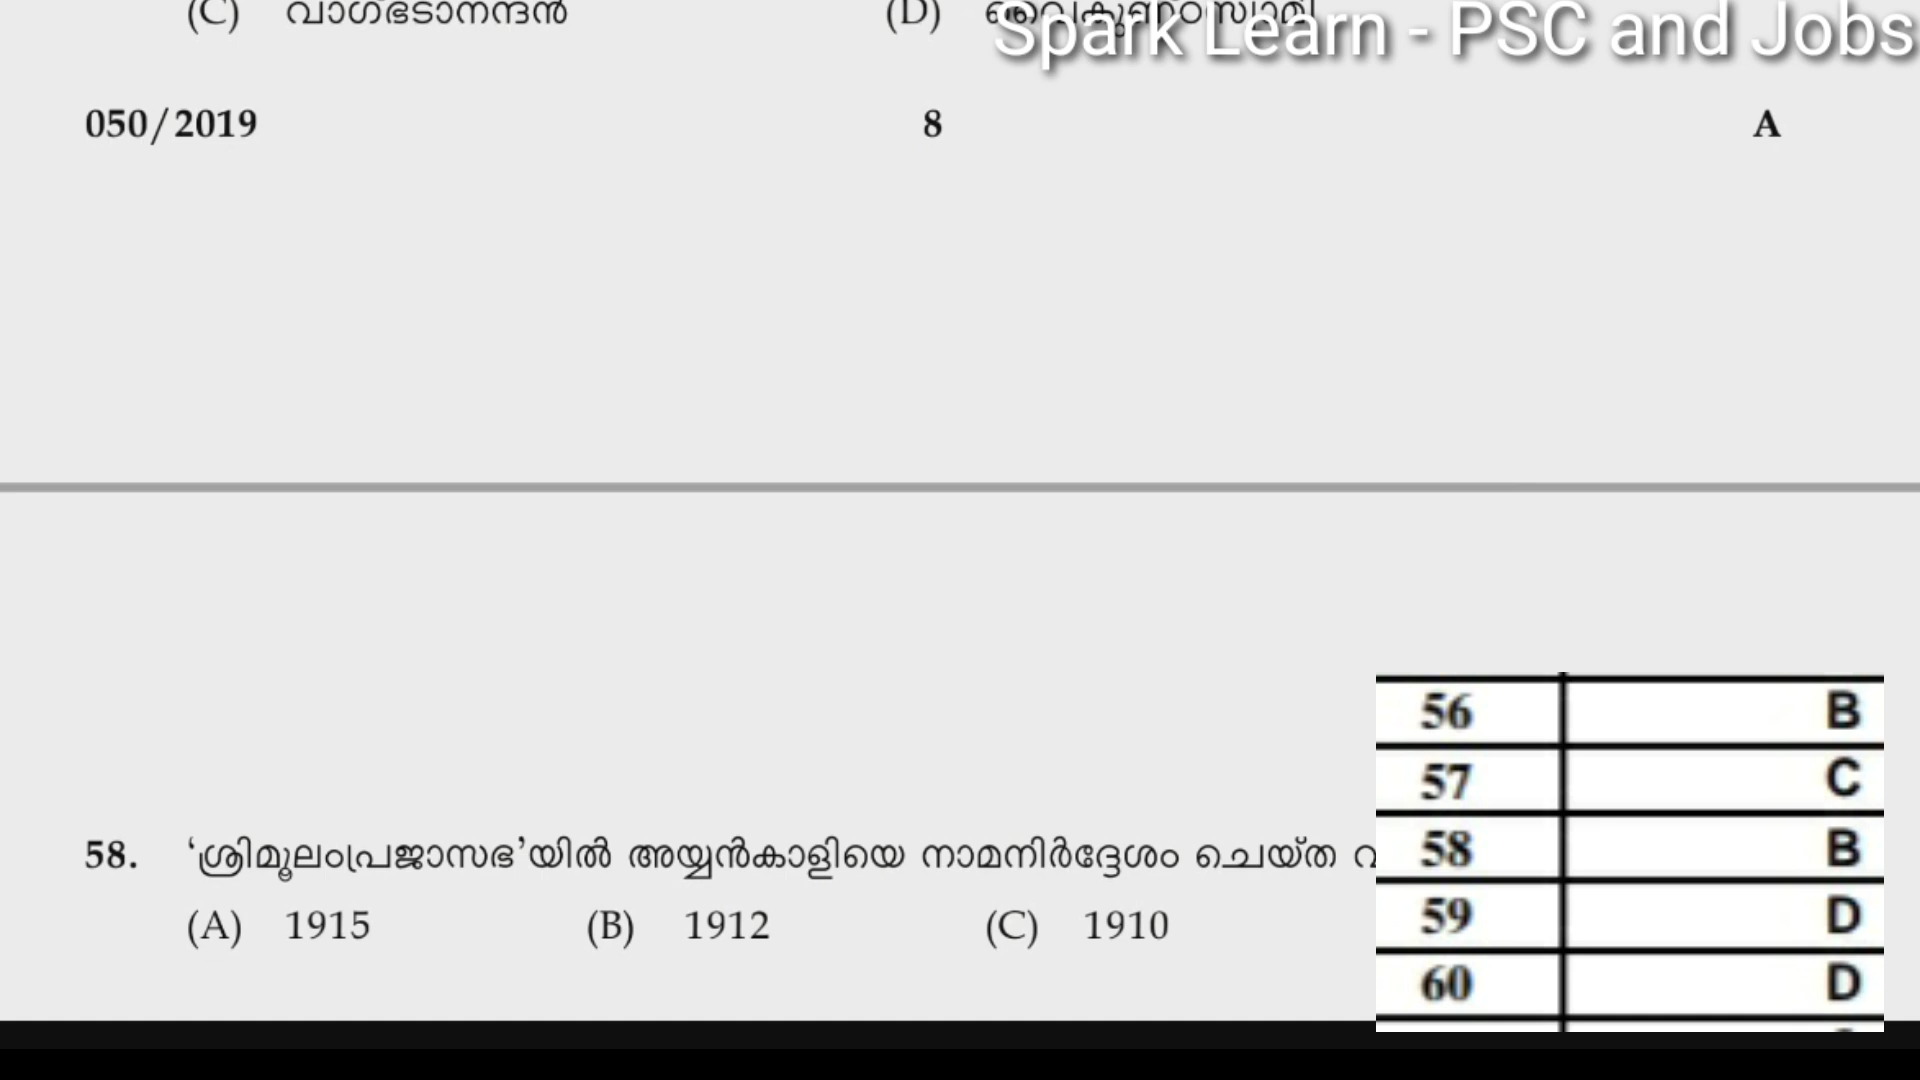 (C) വാഗ്ഭടാനന്ദൻ (D) വൈകുണ്ഠസ്വാമി
Spark Learn - PSC and Jobs
050/2019 8 A
56 B
57 C
58 B
59 D
60 D
58. ‘ശ്രീമൂലംപ്രജാസഭ’യിൽ അയ്യൻകാളിയെ നാമനിർദ്ദേശം ചെയ്ത
(A) 1915 (B) 1912 (C) 1910